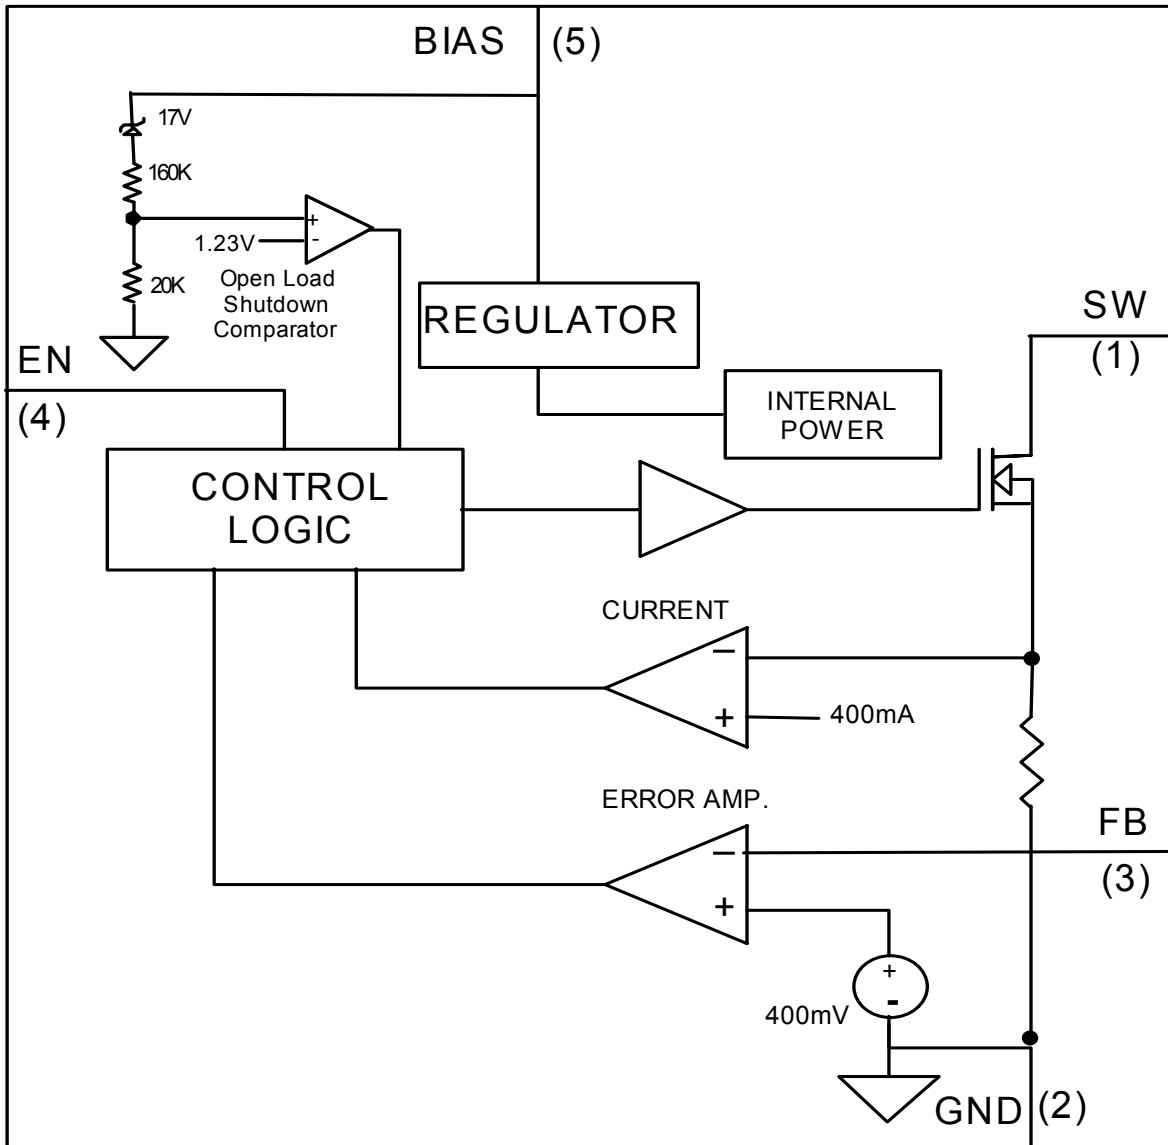 BIAS (5)
17V
160K
+
1.23V -
20K
Open Load
Shutdown
Comparator
REGULATOR
SW
(1)
EN
(4)
INTERNAL
POWER
CONTROL
LOGIC
CURRENT
−
+ 400mA
ERROR AMP.
FB
(3)
−
+
+
-
400mV
GND (2)